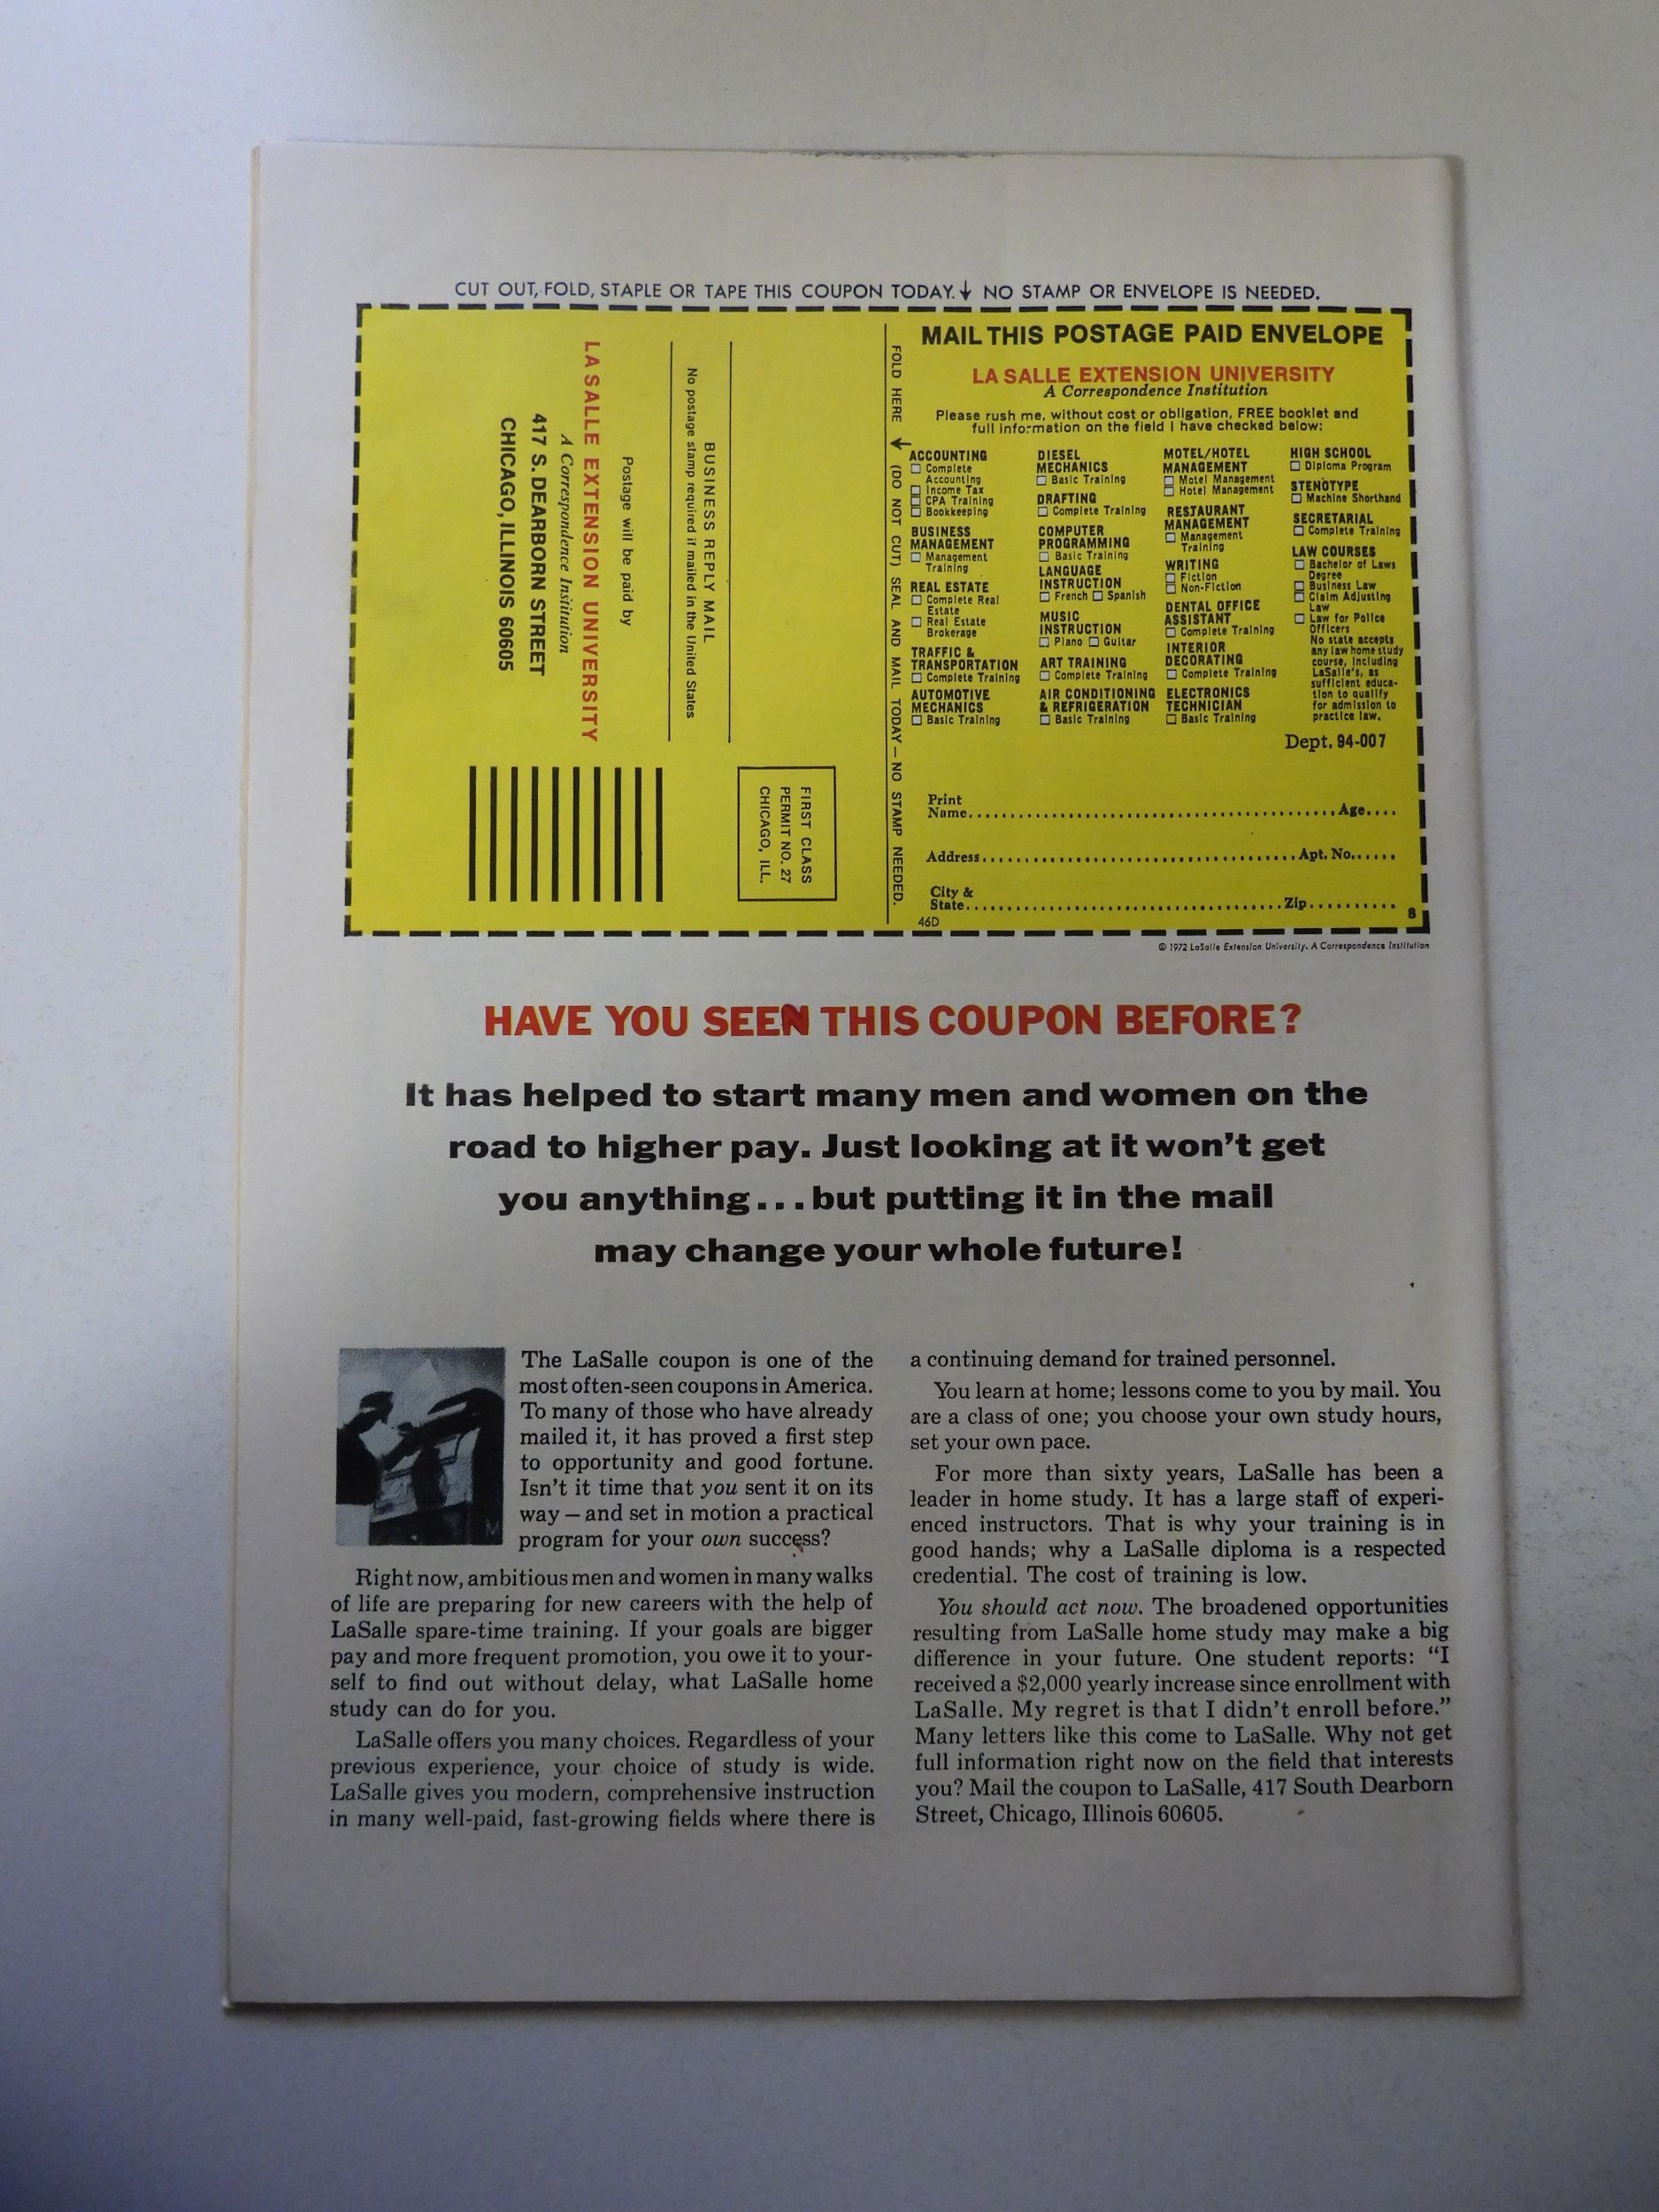 CUT OUT, FOLD, STAPLE OR TAPE THIS COUPON TODAY.↓ NO STAMP OR ENVELOPE IS NEEDED.
FIRST CLASS
PERMIT NO. 27
CHICAGO, ILL.
BUSINESS REPLY MAIL
No postage stamp required if mailed in the United States
Postage will be paid by
LA SALLE EXTENSION UNIVERSITY
A Correspondence Institution
417 S. DEARBORN STREET
CHICAGO, ILLINOIS 60605
FOLD HERE ↓ (DO NOT CUT) SEAL AND MAIL TODAY — NO STAMP NEEDED.
MAIL THIS POSTAGE PAID ENVELOPE
LA SALLE EXTENSION UNIVERSITY
A Correspondence Institution
Please rush me, without cost or obligation, FREE booklet and
full information on the field I have checked below:
ACCOUNTING
☐ Complete
Accounting
☐ Income Tax
☐ CPA Training
☐ Bookkeeping
BUSINESS
MANAGEMENT
☐ Management
Training
REAL ESTATE
☐ Complete Real
Estate
☐ Real Estate
Brokerage
TRAFFIC &
TRANSPORTATION
☐ Complete Training
AUTOMOTIVE
MECHANICS
☐ Basic Training
DIESEL
MECHANICS
☐ Basic Training
DRAFTING
☐ Complete Training
COMPUTER
PROGRAMMING
☐ Basic Training
LANGUAGE
INSTRUCTION
☐ French ☐ Spanish
MUSIC
INSTRUCTION
☐ Piano ☐ Guitar
ART TRAINING
☐ Complete Training
AIR CONDITIONING
& REFRIGERATION
☐ Basic Training
MOTEL/HOTEL
MANAGEMENT
☐ Motel Management
☐ Hotel Management
RESTAURANT
MANAGEMENT
☐ Management
Training
WRITING
☐ Fiction
☐ Non-Fiction
DENTAL OFFICE
ASSISTANT
☐ Complete Training
INTERIOR
DECORATING
☐ Complete Training
ELECTRONICS
TECHNICIAN
☐ Basic Training
HIGH SCHOOL
☐ Diploma Program
STENOTYPE
☐ Machine Shorthand
SECRETARIAL
☐ Complete Training
LAW COURSES
☐ Bachelor of Laws
Degree
☐ Business Law
☐ Claim Adjusting
Law
☐ Law for Police
Officers
No state accepts
any law home study
course, including
LaSalle's, as
sufficient educa-
tion to qualify
for admission to
practice law.
Dept. 94-007
Print
Name........Age....
Address........Apt. No......
City &
State........Zip..........
46D 8
© 1972 LaSalle Extension University. A Correspondence Institution
HAVE YOU SEEN THIS COUPON BEFORE?
It has helped to start many men and women on the
road to higher pay. Just looking at it won't get
you anything...but putting it in the mail
may change your whole future!
The LaSalle coupon is one of the
most often-seen coupons in America.
To many of those who have already
mailed it, it has proved a first step
to opportunity and good fortune.
Isn't it time that you sent it on its
way – and set in motion a practical
program for your own success?
Right now, ambitious men and women in many walks
of life are preparing for new careers with the help of
LaSalle spare-time training. If your goals are bigger
pay and more frequent promotion, you owe it to your-
self to find out without delay, what LaSalle home
study can do for you.
LaSalle offers you many choices. Regardless of your
previous experience, your choice of study is wide.
LaSalle gives you modern, comprehensive instruction
in many well-paid, fast-growing fields where there is
a continuing demand for trained personnel.
You learn at home; lessons come to you by mail. You
are a class of one; you choose your own study hours,
set your own pace.
For more than sixty years, LaSalle has been a
leader in home study. It has a large staff of experi-
enced instructors. That is why your training is in
good hands; why a LaSalle diploma is a respected
credential. The cost of training is low.
You should act now. The broadened opportunities
resulting from LaSalle home study may make a big
difference in your future. One student reports: "I
received a $2,000 yearly increase since enrollment with
LaSalle. My regret is that I didn't enroll before."
Many letters like this come to LaSalle. Why not get
full information right now on the field that interests
you? Mail the coupon to LaSalle, 417 South Dearborn
Street, Chicago, Illinois 60605.